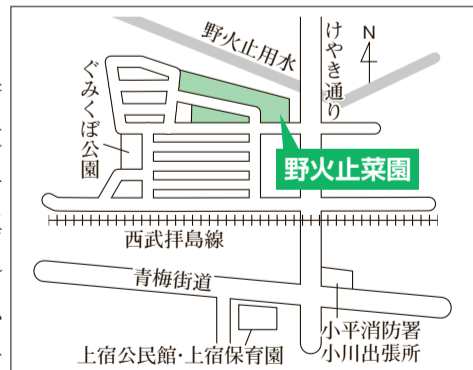 野火止用水
けやき通り
N
ぐみくぼ公園
野火止菜園
西武拝島線
青梅街道
小平消防署
小川出張所
上宿公民館・上宿保育園